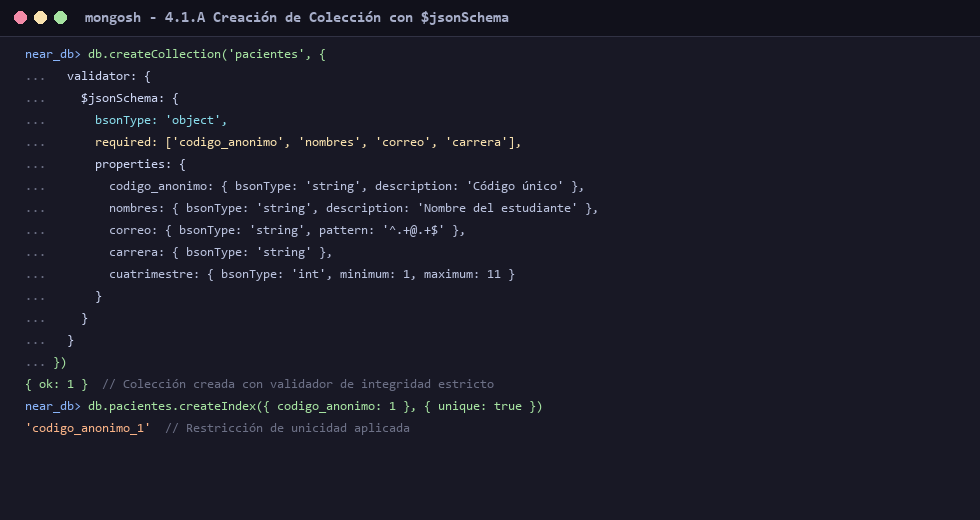 mongosh - 4.1.A Creación de Colección con $jsonSchema
near_db> db.createCollection('pacientes', {
...   validator: {
...     $jsonSchema: {
...       bsonType: 'object',
...       required: ['codigo_anonimo', 'nombres', 'correo', 'carrera'],
...       properties: {
...         codigo_anonimo: { bsonType: 'string', description: 'Código único' },
...         nombres: { bsonType: 'string', description: 'Nombre del estudiante' },
...         correo: { bsonType: 'string', pattern: '^.+@.+$' },
...         carrera: { bsonType: 'string' },
...         cuatrimestre: { bsonType: 'int', minimum: 1, maximum: 11 }
...       }
...     }
...   }
... })
{ ok: 1 }  // Colección creada con validador de integridad estricto
near_db> db.pacientes.createIndex({ codigo_anonimo: 1 }, { unique: true })
'codigo_anonimo_1'  // Restricción de unicidad aplicada